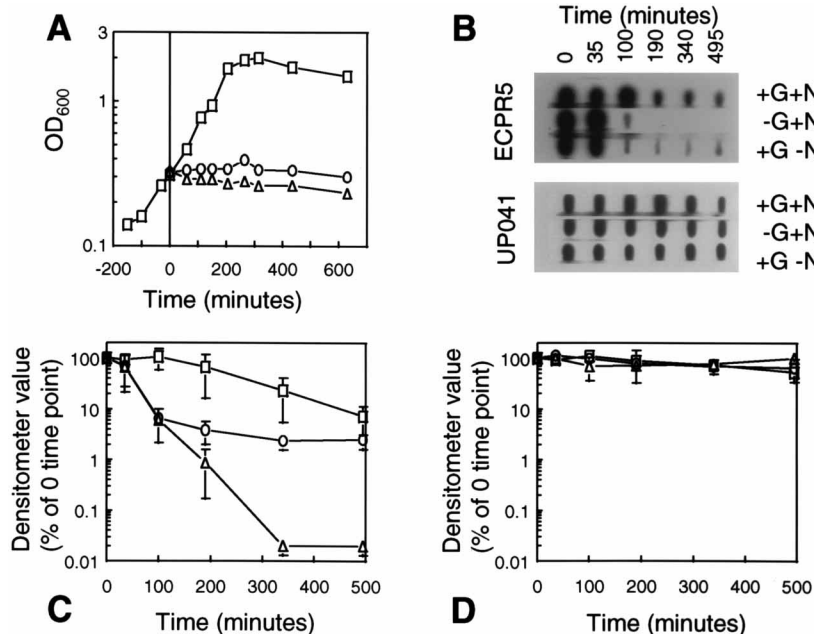 A
3
1
0.1
OD600
-200 0 200 400 600
Time (minutes)
B
Time (minutes)
0 35 100 190 340 495
ECPR5
+G+N
-G+N
+G -N
UP041
+G+N
-G+N
+G -N
Densitometer value
(% of 0 time point)
100
10
1
0.1
0.01
0 100 200 300 400 500
C
Time (minutes)
Densitometer value
(% of 0 time point)
100
10
1
0.1
0.01
0 100 200 300 400 500
D
Time (minutes)